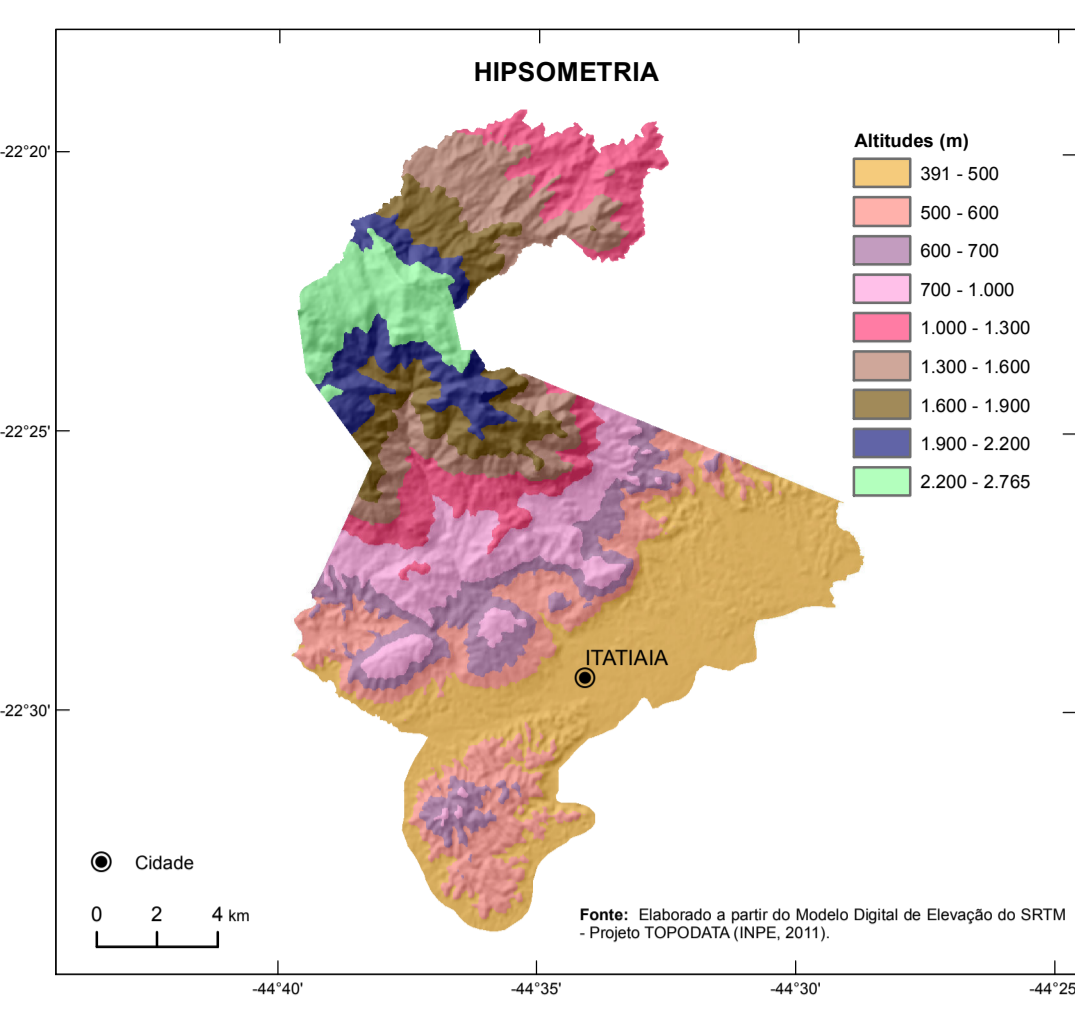 HIPSOMETRIA
-22°20'
-22°25'
-22°30'
Altitudes (m)
391 - 500
500 - 600
600 - 700
700 - 1.000
1.000 - 1.300
1.300 - 1.600
1.600 - 1.900
1.900 - 2.200
2.200 - 2.765
ITATIAIA
Cidade
0 2 4 km
Fonte: Elaborado a partir do Modelo Digital de Elevação do SRTM
- Projeto TOPODATA (INPE, 2011).
-44°40' -44°35' -44°30' -44°25